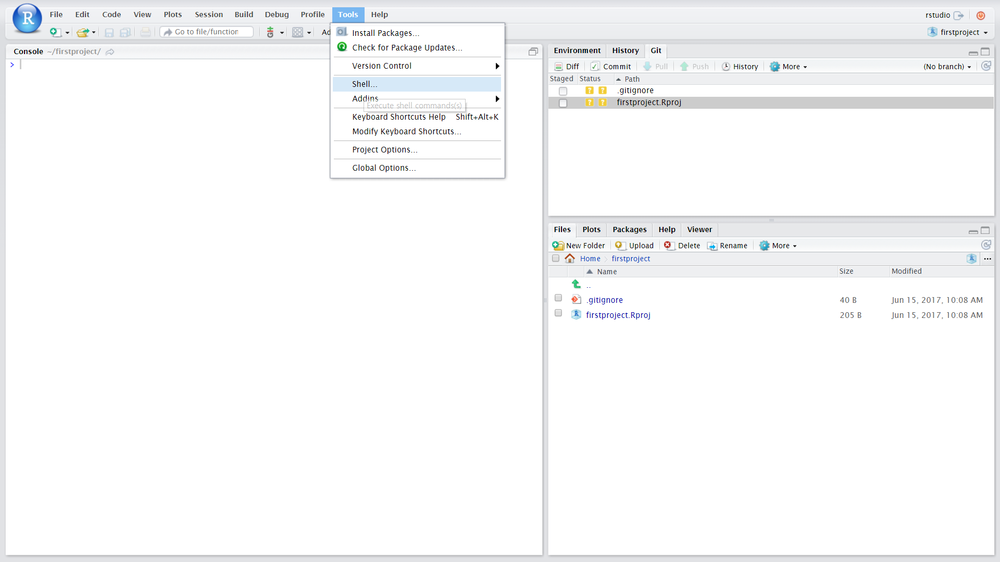 R File Edit Code View Plots Session Build Debug Profile Tools Help rstudio
Go to file/function firstproject
Console ~/firstproject/
>
Install Packages...
Check for Package Updates...
Version Control
Shell...
Addins
Execute shell commands(s)
Keyboard Shortcuts Help Shift+Alt+K
Modify Keyboard Shortcuts...
Project Options...
Global Options...
Environment History Git
Diff Commit Pull Push History More (No branch)
Staged Status Path
? ? .gitignore
? ? firstproject.Rproj
Files Plots Packages Help Viewer
New Folder Upload Delete Rename More
Home firstproject ...
Name Size Modified
..
.gitignore 40 B Jun 15, 2017, 10:08 AM
firstproject.Rproj 205 B Jun 15, 2017, 10:08 AM